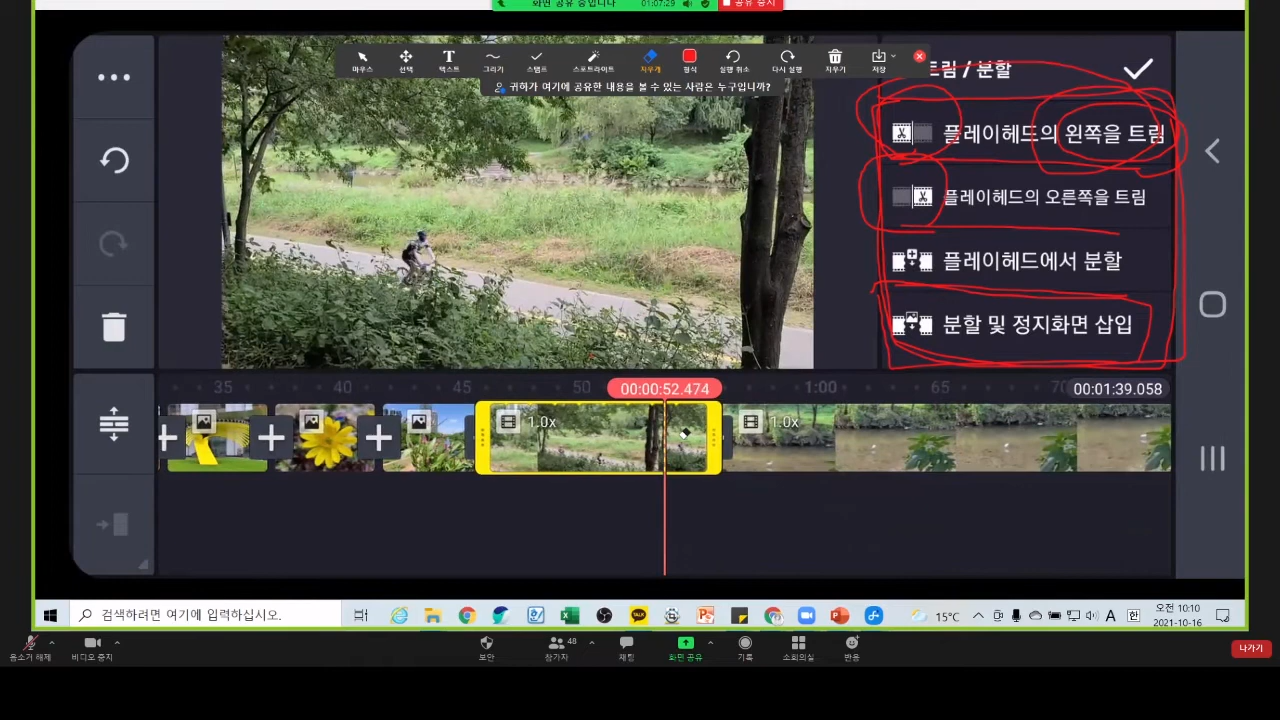 화면 공유 중입니다 01:07:29 공유 중지
마우스 선택 텍스트 그리기 스탬프 스포트라이트 지우개 형식 실행 취소 다시 실행 지우기 저장
귀하가 여기에 공유한 내용을 볼 수 있는 사람은 누구입니까?
트림 / 분할
플레이헤드의 왼쪽을 트림
플레이헤드의 오른쪽을 트림
플레이헤드에서 분할
분할 및 정지화면 삽입
35 40 45 50 00:00:52.474 1:00 65 70 00:01:39.058
1.0x 1.0x
검색하려면 여기에 입력하십시오.
TALK
15°C A 한
오전 10:10
2021-10-16
음소거 해제 비디오 중지 보안 참가자 48 채팅 화면 공유 기록 소회의실 반응 나가기